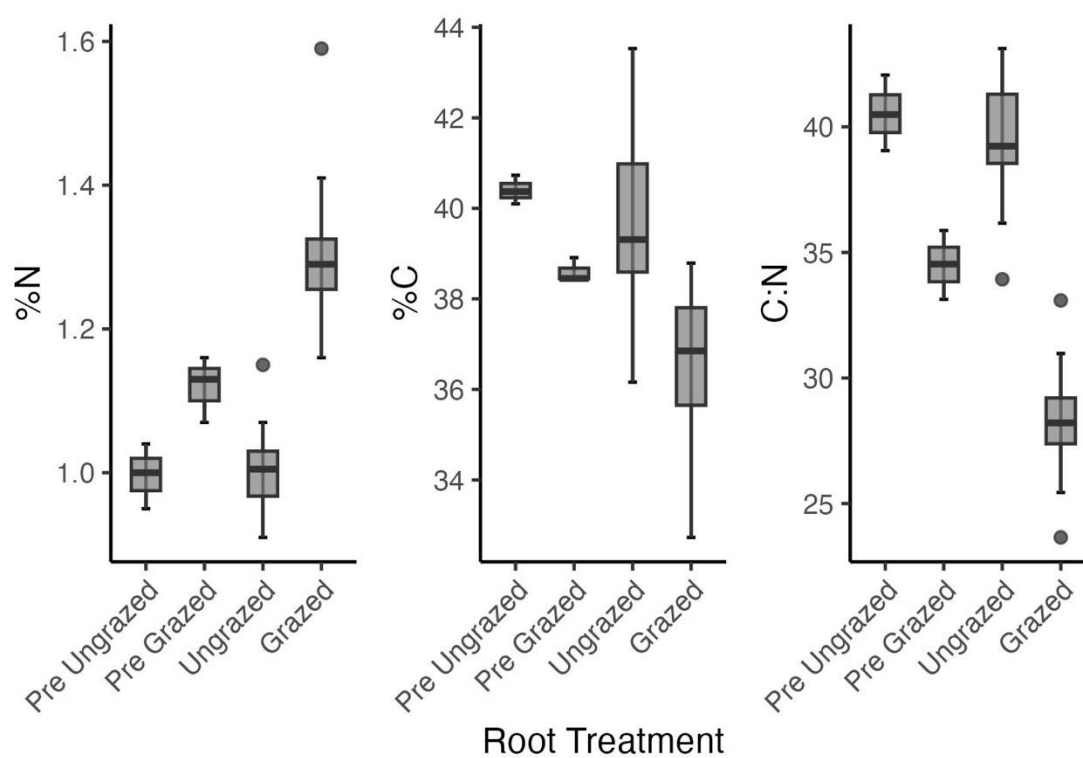 %N
1.6
1.4
1.2
1.0
Pre Ungrazed
Pre Grazed
Ungrazed
Grazed
%C
44
42
40
38
36
34
Pre Ungrazed
Pre Grazed
Ungrazed
Grazed
C:N
40
35
30
25
Pre Ungrazed
Pre Grazed
Ungrazed
Grazed
Root Treatment